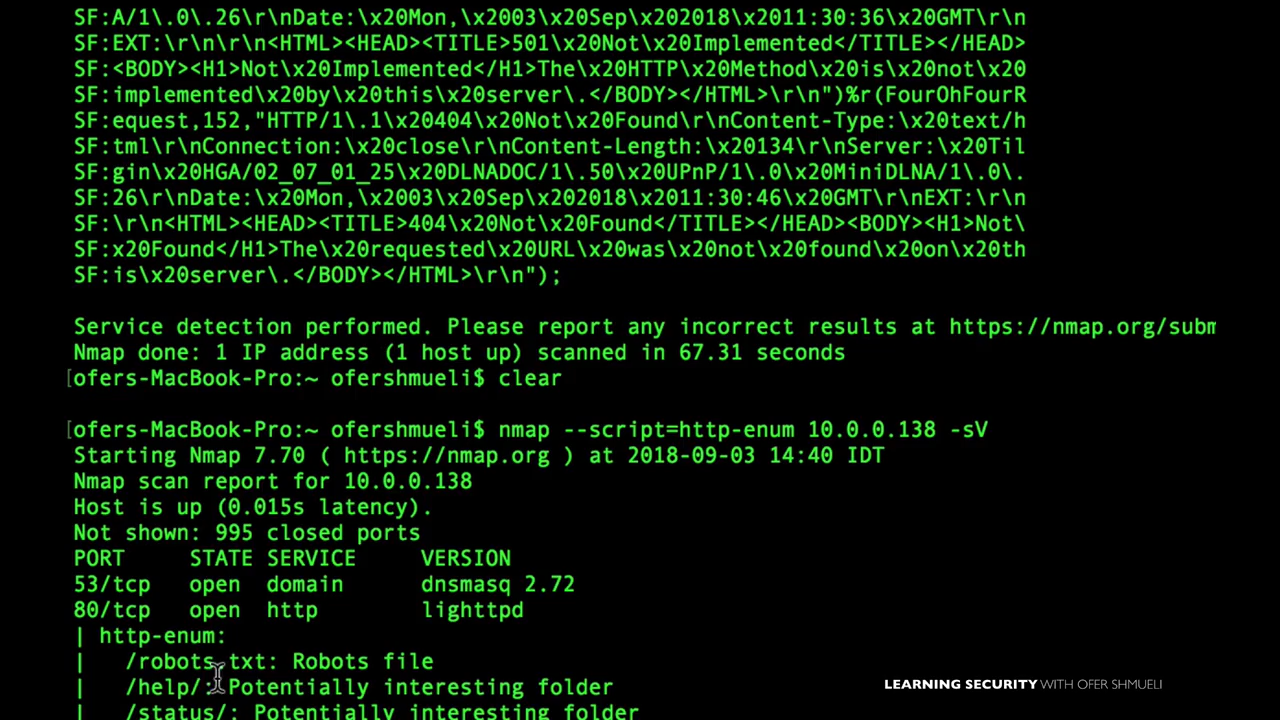 SF:A/1\.0\.26\r\nDate:\x20Mon,\x2003\x20Sep\x202018\x2011:30:36\x20GMT\r\n
SF:EXT:\r\n\r\n<HTML><HEAD><TITLE>501\x20Not\x20Implemented</TITLE></HEAD>
SF:<BODY><H1>Not\x20Implemented</H1>The\x20HTTP\x20Method\x20is\x20not\x20
SF:implemented\x20by\x20this\x20server\.</BODY></HTML>\r\n")%r(FourOhFourR
SF:equest,152,"HTTP/1\.1\x20404\x20Not\x20Found\r\nContent-Type:\x20text/h
SF:tml\r\nConnection:\x20close\r\nContent-Length:\x20134\r\nServer:\x20Til
SF:gin\x20HGA/02_07_01_25\x20DLNADOC/1\.50\x20UPnP/1\.0\x20MiniDLNA/1\.0\.
SF:26\r\nDate:\x20Mon,\x2003\x20Sep\x202018\x2011:30:46\x20GMT\r\nEXT:\r\n
SF:\r\n<HTML><HEAD><TITLE>404\x20Not\x20Found</TITLE></HEAD><BODY><H1>Not\
SF:x20Found</H1>The\x20requested\x20URL\x20was\x20not\x20found\x20on\x20th
SF:is\x20server\.</BODY></HTML>\r\n");
Service detection performed. Please report any incorrect results at https://nmap.org/subm
Nmap done: 1 IP address (1 host up) scanned in 67.31 seconds
[ofers-MacBook-Pro:~ ofershmueli$ clear
[ofers-MacBook-Pro:~ ofershmueli$ nmap --script=http-enum 10.0.0.138 -sV
Starting Nmap 7.70 ( https://nmap.org ) at 2018-09-03 14:40 IDT
Nmap scan report for 10.0.0.138
Host is up (0.015s latency).
Not shown: 995 closed ports
PORT STATE SERVICE VERSION
53/tcp open domain dnsmasq 2.72
80/tcp open http lighttpd
| http-enum:
| /robots.txt: Robots file
| /help/: Potentially interesting folder
| /status/: Potentially interesting folder
LEARNING SECURITY WITH OFER SHMUELI